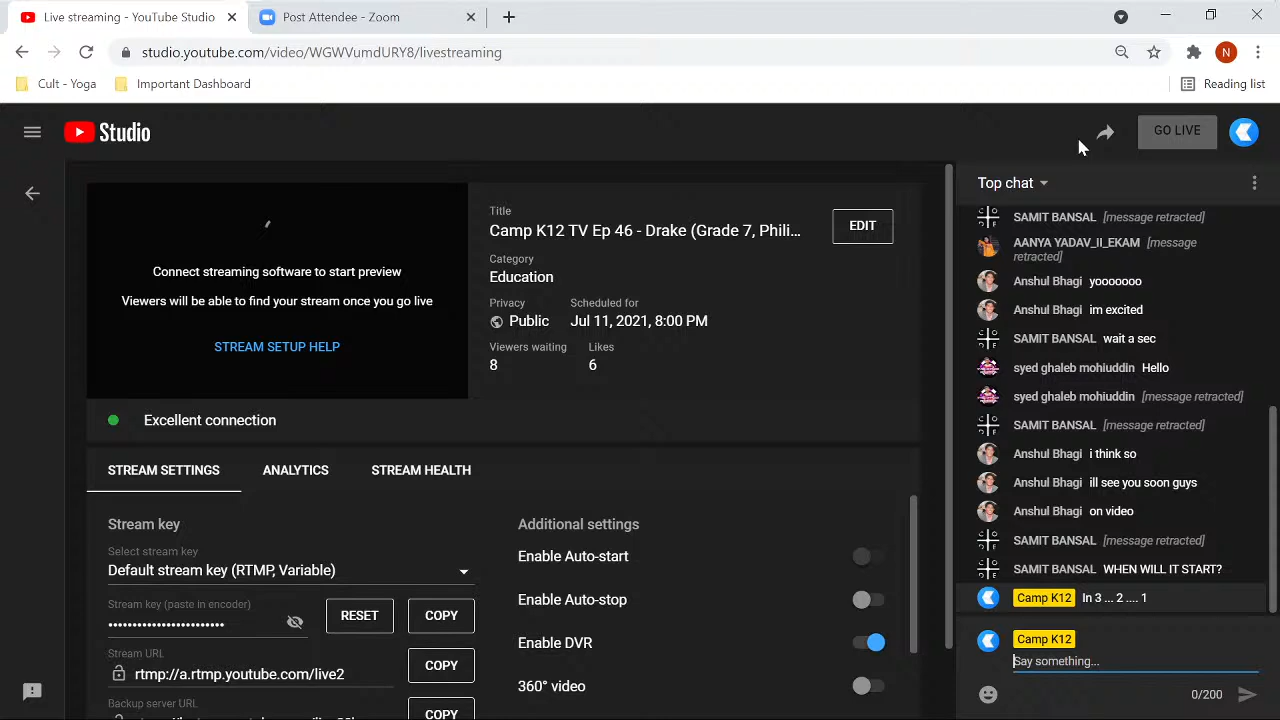 Live streaming - YouTube Studio
Post Attendee - Zoom
studio.youtube.com/video/WGWVumdURY8/livestreaming
N
Cult - Yoga
Important Dashboard
Reading list
Studio
GO LIVE
Connect streaming software to start preview
Viewers will be able to find your stream once you go live
STREAM SETUP HELP
Excellent connection
Title
Camp K12 TV Ep 46 - Drake (Grade 7, Phili...
EDIT
Category
Education
Privacy
Public
Scheduled for
Jul 11, 2021, 8:00 PM
Viewers waiting
8
Likes
6
STREAM SETTINGS
ANALYTICS
STREAM HEALTH
Stream key
Select stream key
Default stream key (RTMP, Variable)
Stream key (paste in encoder)
••••••••••••••••••••••••
RESET
COPY
Stream URL
rtmp://a.rtmp.youtube.com/live2
COPY
Backup server URL
COPY
Additional settings
Enable Auto-start
Enable Auto-stop
Enable DVR
360° video
Top chat
SAMIT BANSAL [message retracted]
AANYA YADAV_II_EKAM [message
retracted]
Anshul Bhagi yooooooo
Anshul Bhagi im excited
SAMIT BANSAL wait a sec
syed ghaleb mohiuddin Hello
syed ghaleb mohiuddin [message retracted]
SAMIT BANSAL [message retracted]
Anshul Bhagi i think so
Anshul Bhagi ill see you soon guys
Anshul Bhagi on video
SAMIT BANSAL [message retracted]
SAMIT BANSAL WHEN WILL IT START?
Camp K12 In 3 ... 2 .... 1
Camp K12
Say something...
0/200